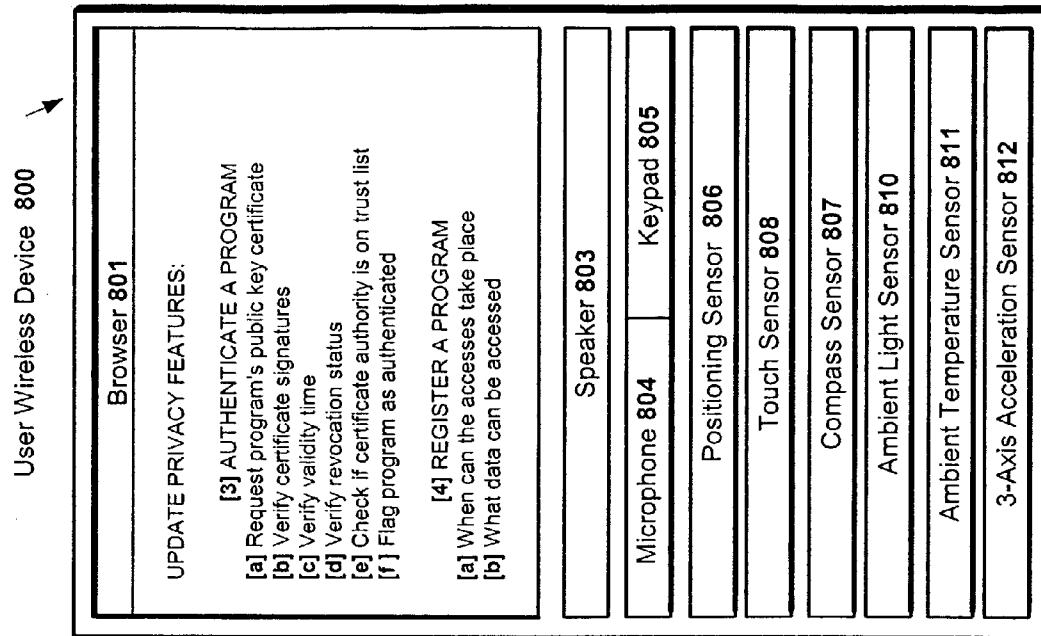 User Wireless Device 800
Browser 801
UPDATE PRIVACY FEATURES:
[3] AUTHENTICATE A PROGRAM
[a] Request program's public key certificate
[b] Verify certificate signatures
[c] Verify validity time
[d] Verify revocation status
[e] Check if certificate authority is on trust list
[f ] Flag program as authenticated
[4] REGISTER A PROGRAM
[a] When can the accesses take place
[b] What data can be accessed
Speaker 803
Microphone 804
Keypad 805
Positioning Sensor 806
Touch Sensor 808
Compass Sensor 807
Ambient Light Sensor 810
Ambient Temperature Sensor 811
3-Axis Acceleration Sensor 812